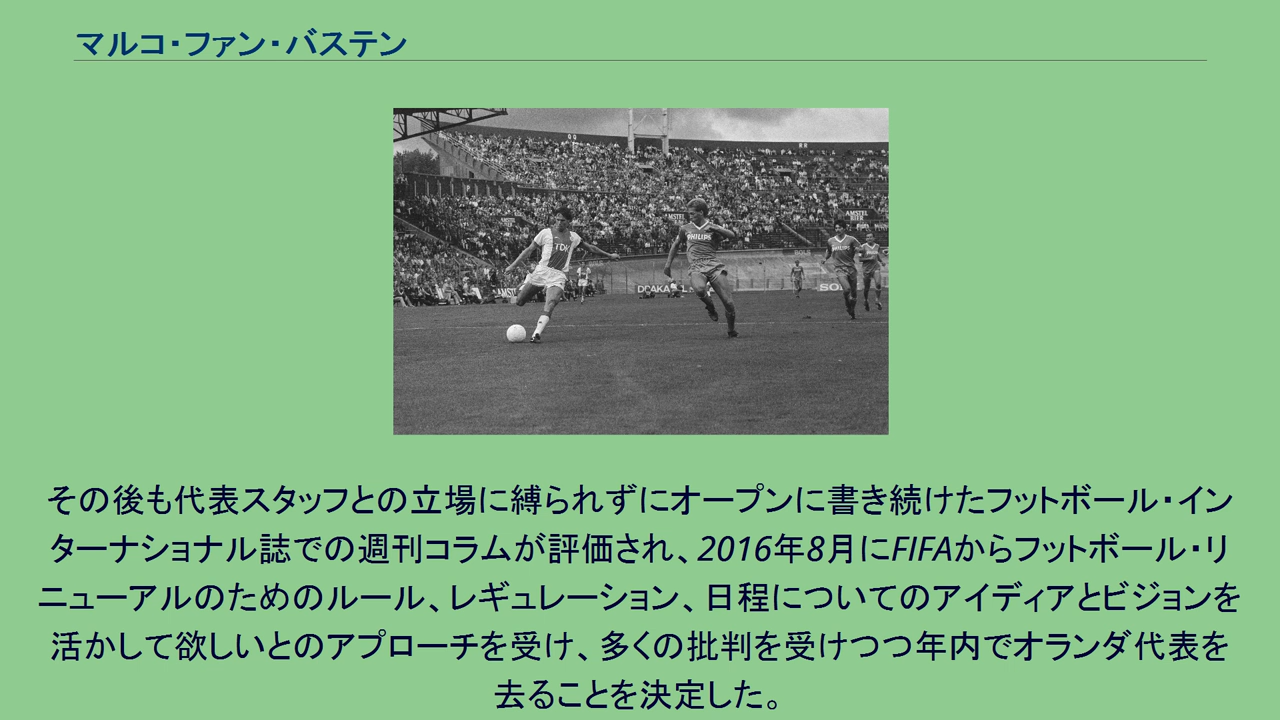 マルコ・ファン・バステン
QQ
RR
AMSTEL
PHILIPS
TDK
PHILIPS
その後も代表スタッフとの立場に縛られずにオープンに書き続けたフットボール・イン
ターナショナル誌での週刊コラムが評価され、2016年8月にFIFAからフットボール・リ
ニューアルのためのルール、レギュレーション、日程についてのアイディアとビジョンを
活かして欲しいとのアプローチを受け、多くの批判を受けつつ年内でオランダ代表を
去ることを決定した。